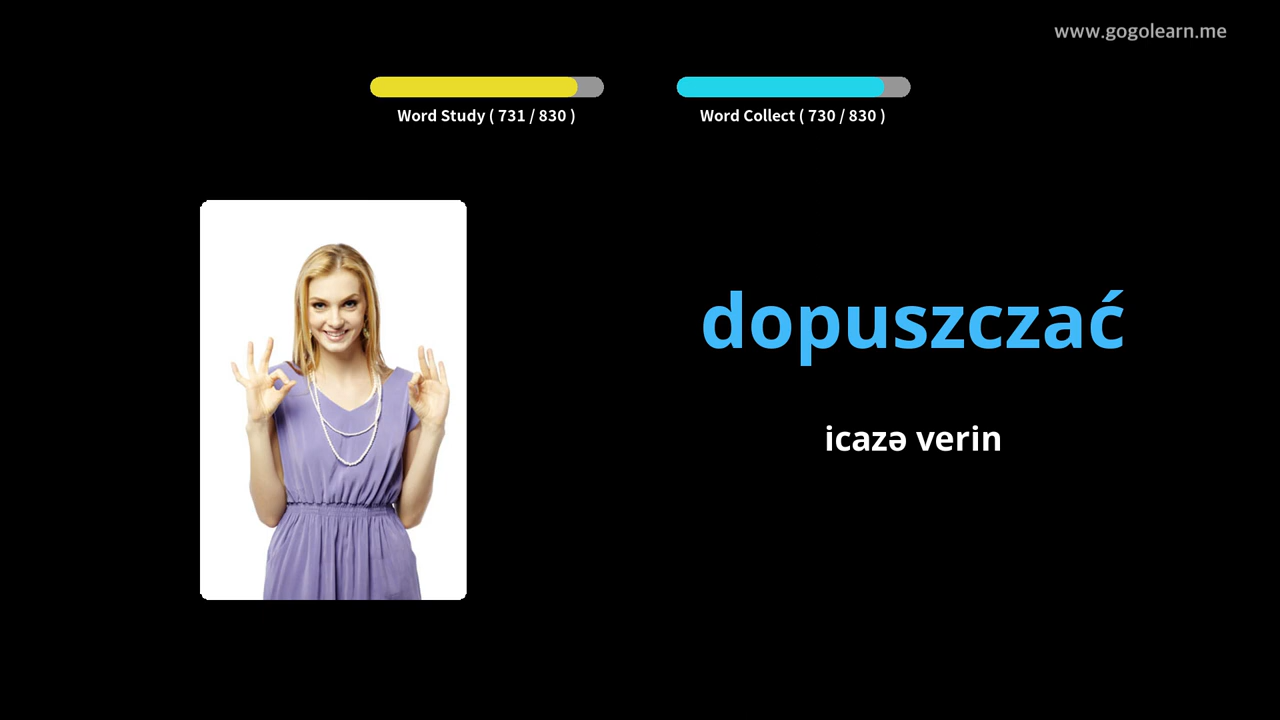 www.gogolearn.me
Word Study ( 731 / 830 )
Word Collect ( 730 / 830 )
dopuszczać
icazə verin